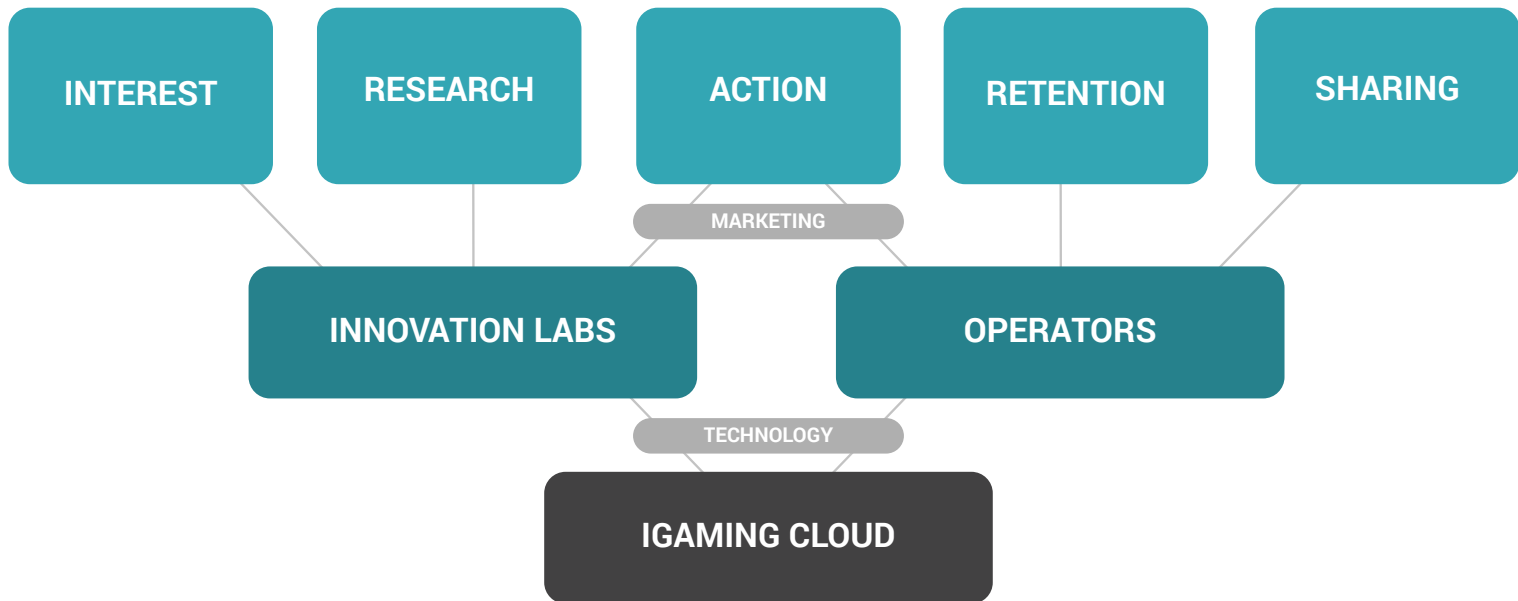 INTEREST
RESEARCH
ACTION
RETENTION
SHARING
MARKETING
INNOVATION LABS
OPERATORS
TECHNOLOGY
IGAMING CLOUD